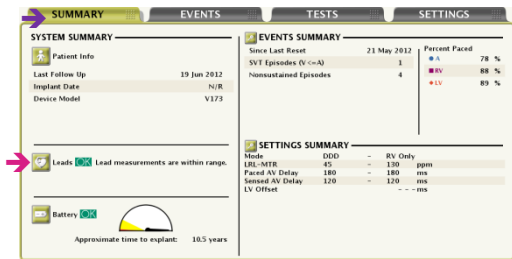 SUMMARY EVENTS TESTS SETTINGS
SYSTEM SUMMARY
Patient Info
Last Follow Up 19 Jun 2012
Implant Date N/R
Device Model V173
Leads OK Lead measurements are within range.
Battery OK
Approximate time to explant: 10.5 years
EVENTS SUMMARY
Since Last Reset 21 May 2012
SVT Episodes (V<=A) 1
Nonsustained Episodes 4
Percent Paced
A 78 %
RV 88 %
LV 89 %
SETTINGS SUMMARY
Mode DDD - RV Only
LRL-MTR 45 - 130 ppm
Paced AV Delay 180 - 180 ms
Sensed AV Delay 120 - 120 ms
LV Offset - - - ms